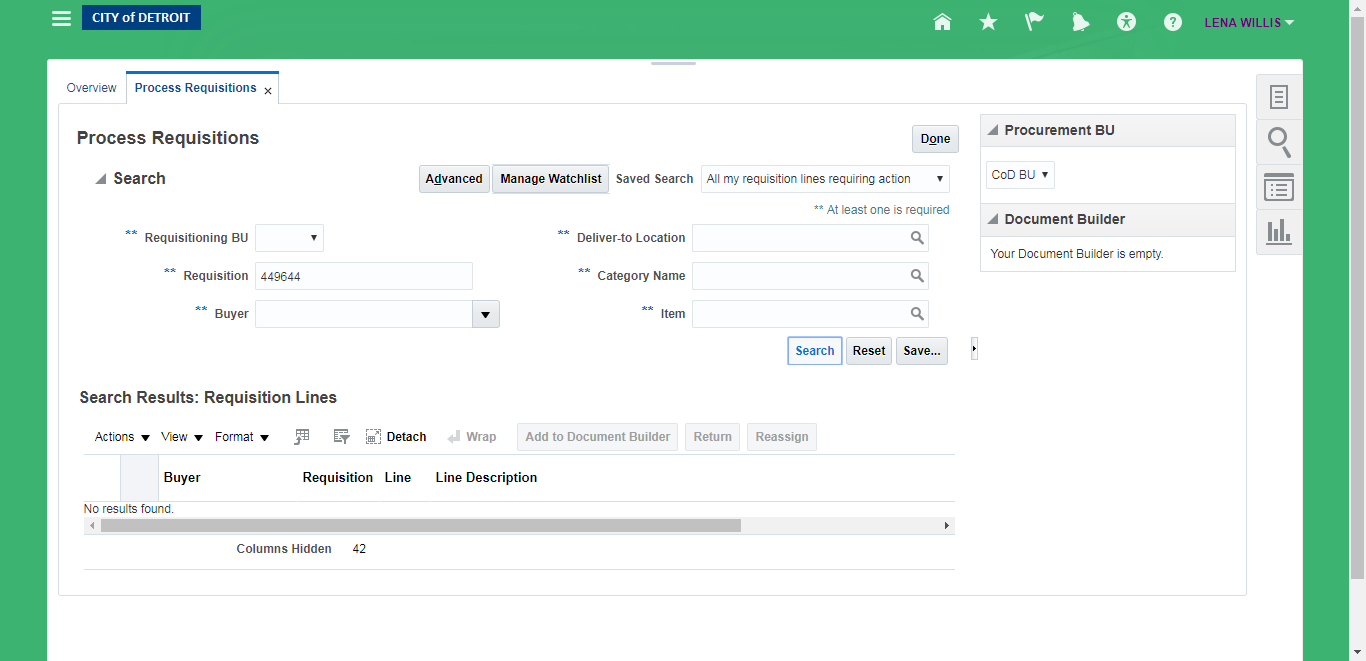 CITY of DETROIT
LENA WILLIS
Overview
Process Requisitions
Process Requisitions
Done
Search
Advanced
Manage Watchlist
Saved Search
All my requisition lines requiring action
** At least one is required
** Requisitioning BU
** Deliver-to Location
** Requisition
449644
** Category Name
** Buyer
** Item
Search
Reset
Save...
Procurement BU
CoD BU
Document Builder
Your Document Builder is empty.
Search Results: Requisition Lines
Actions
View
Format
Detach
Wrap
Add to Document Builder
Return
Reassign
Buyer
Requisition
Line
Line Description
No results found.
Columns Hidden
42